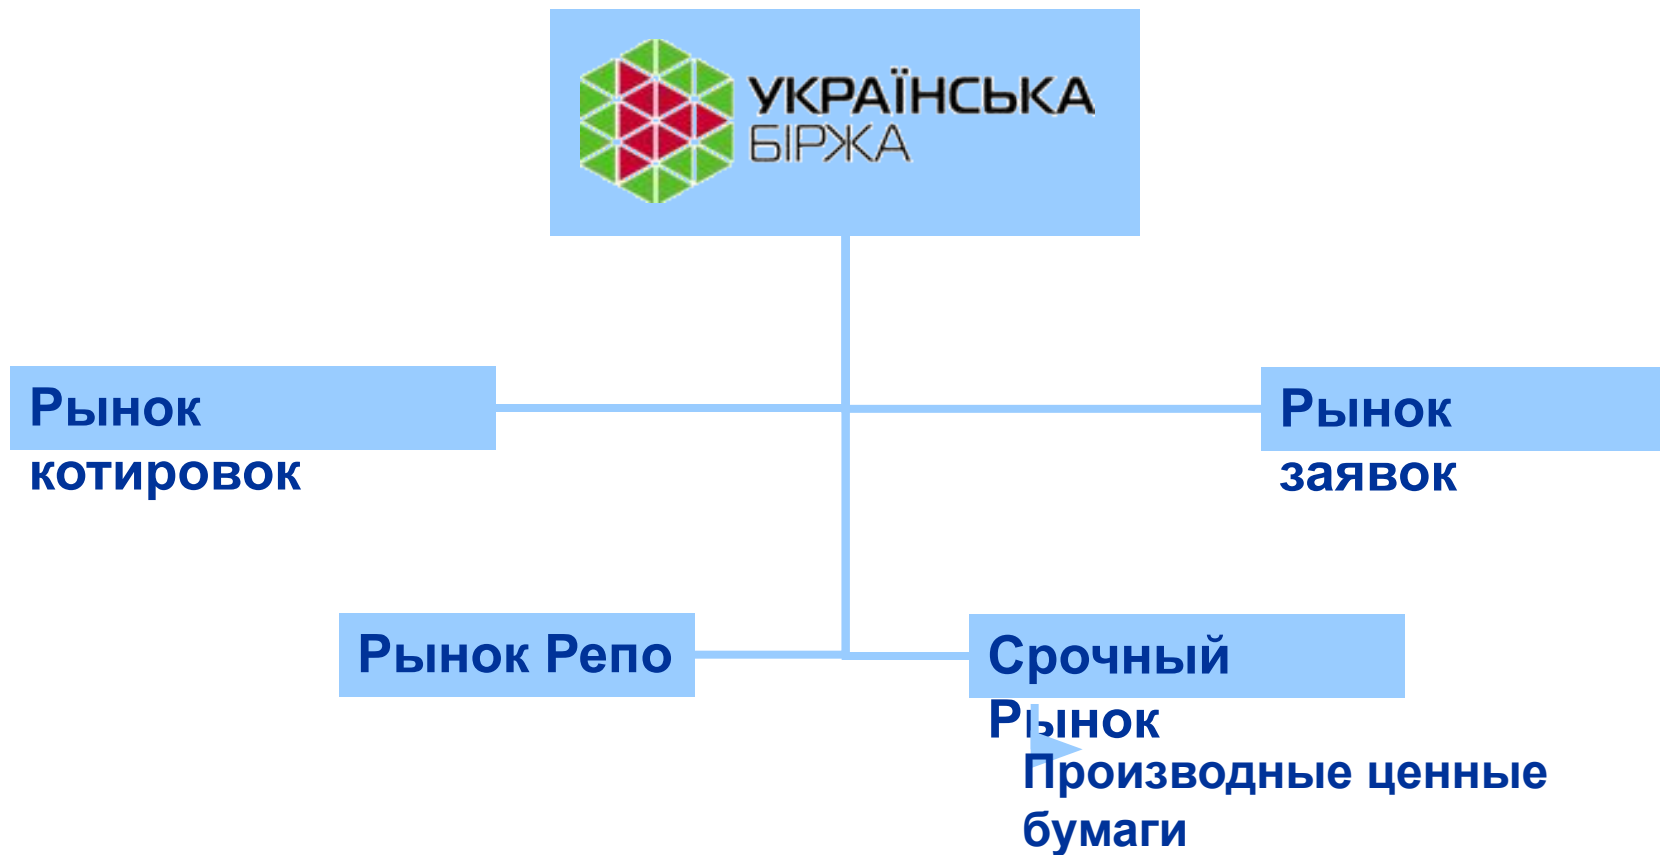 УКРАЇНСЬКА
БІРЖА
Рынок
котировок
Рынок
заявок
Рынок Репо
Срочный
Рынок
Производные ценные
бумаги